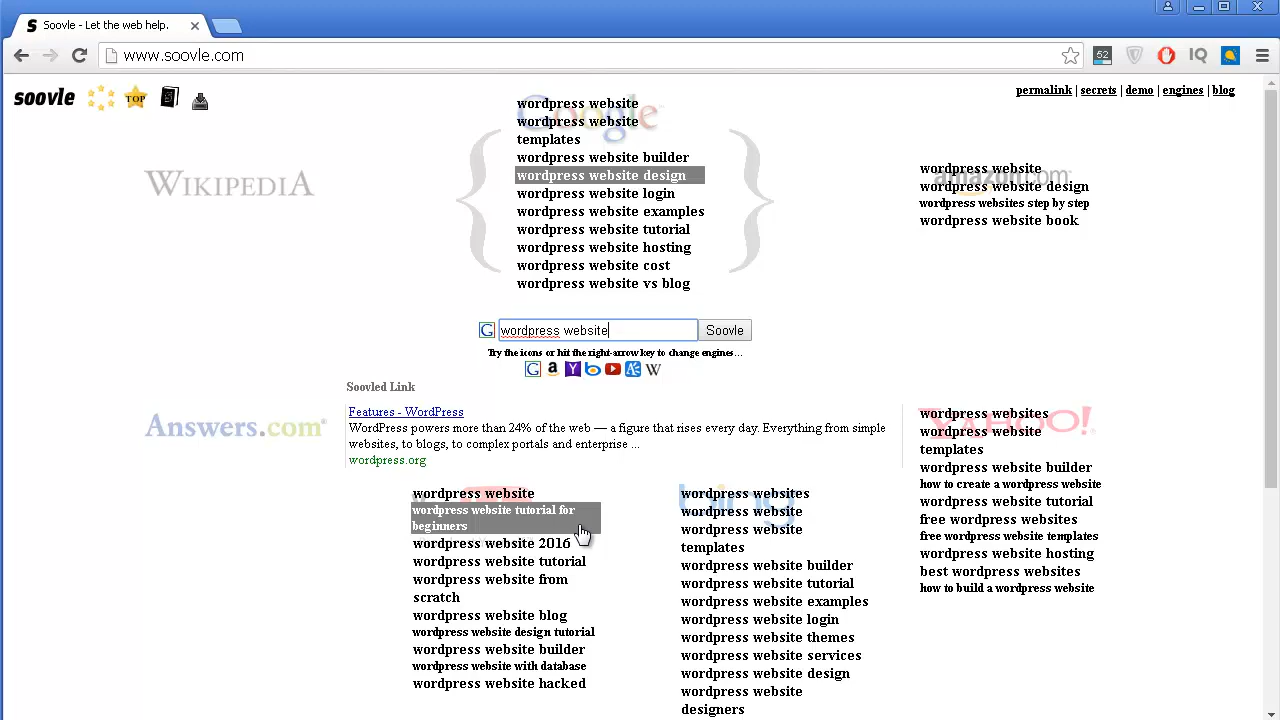 Soovle - Let the web help.
www.soovle.com
52
IQ
soovle
TOP
permalink | secrets | demo | engines | blog
Google
wordpress website
wordpress website
templates
wordpress website builder
wordpress website design
wordpress website login
wordpress website examples
wordpress website tutorial
wordpress website hosting
wordpress website cost
wordpress website vs blog
WIKIPEDIA
amazon.com
wordpress website
wordpress website design
wordpress websites step by step
wordpress website book
G wordpress website Soovle
Try the icons or hit the right-arrow key to change engines...
G a Y b A W
Soovled Link
Features - WordPress
WordPress powers more than 24% of the web — a figure that rises every day. Everything from simple
websites, to blogs, to complex portals and enterprise ...
wordpress.org
Answers.com
YAHOO!
wordpress websites
wordpress website
templates
wordpress website builder
how to create a wordpress website
wordpress website tutorial
free wordpress websites
free wordpress website templates
wordpress website hosting
best wordpress websites
how to build a wordpress website
wordpress website
wordpress website tutorial for
beginners
wordpress website 2016
wordpress website tutorial
wordpress website from
scratch
wordpress website blog
wordpress website design tutorial
wordpress website builder
wordpress website with database
wordpress website hacked
bing
wordpress websites
wordpress website
wordpress website
templates
wordpress website builder
wordpress website tutorial
wordpress website examples
wordpress website login
wordpress website themes
wordpress website services
wordpress website design
wordpress website
designers